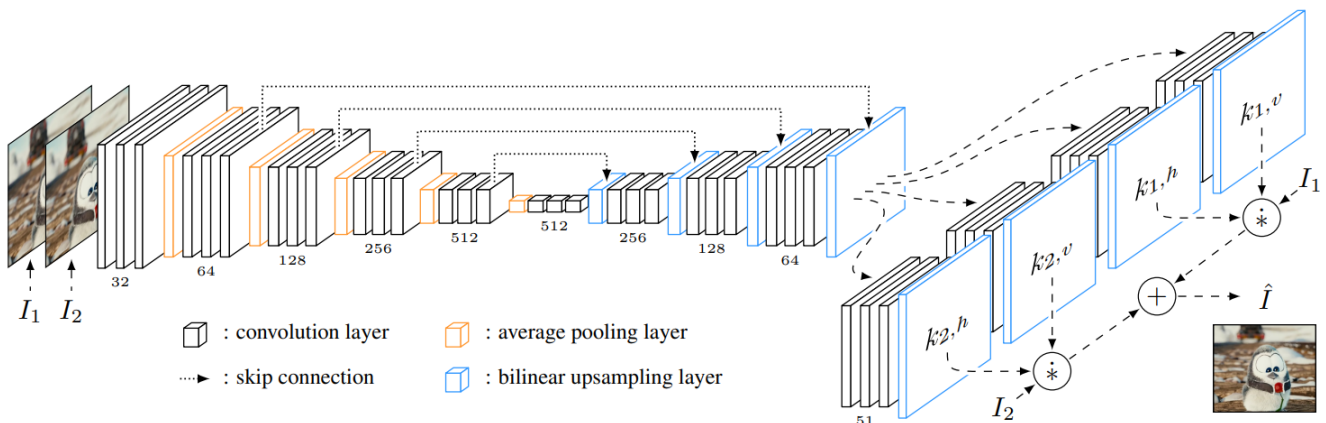 I₁ I₂
32
64
128
256
512
512
256
128
64
51
k₁,ᵥ
k₁,ₕ
k₂,ᵥ
k₂,ₕ
I₁
*̇
+
Î
*̇
I₂
: convolution layer
: average pooling layer
: skip connection
: bilinear upsampling layer